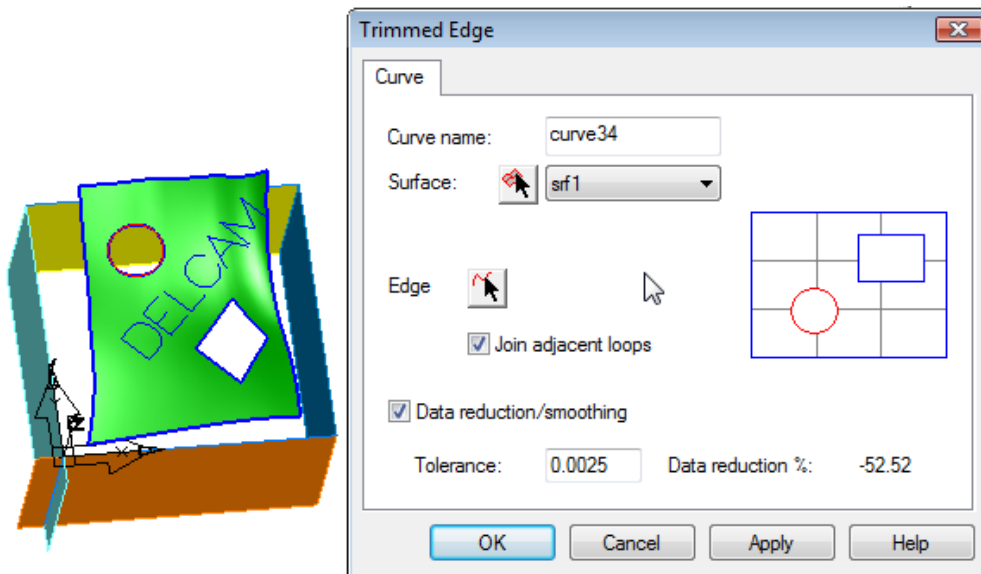 Trimmed Edge
Curve
Curve name: curve34
Surface: srf1
DELCAM
Edge
Join adjacent loops
Data reduction/smoothing
Tolerance: 0.0025 Data reduction %: -52.52
OK Cancel Apply Help